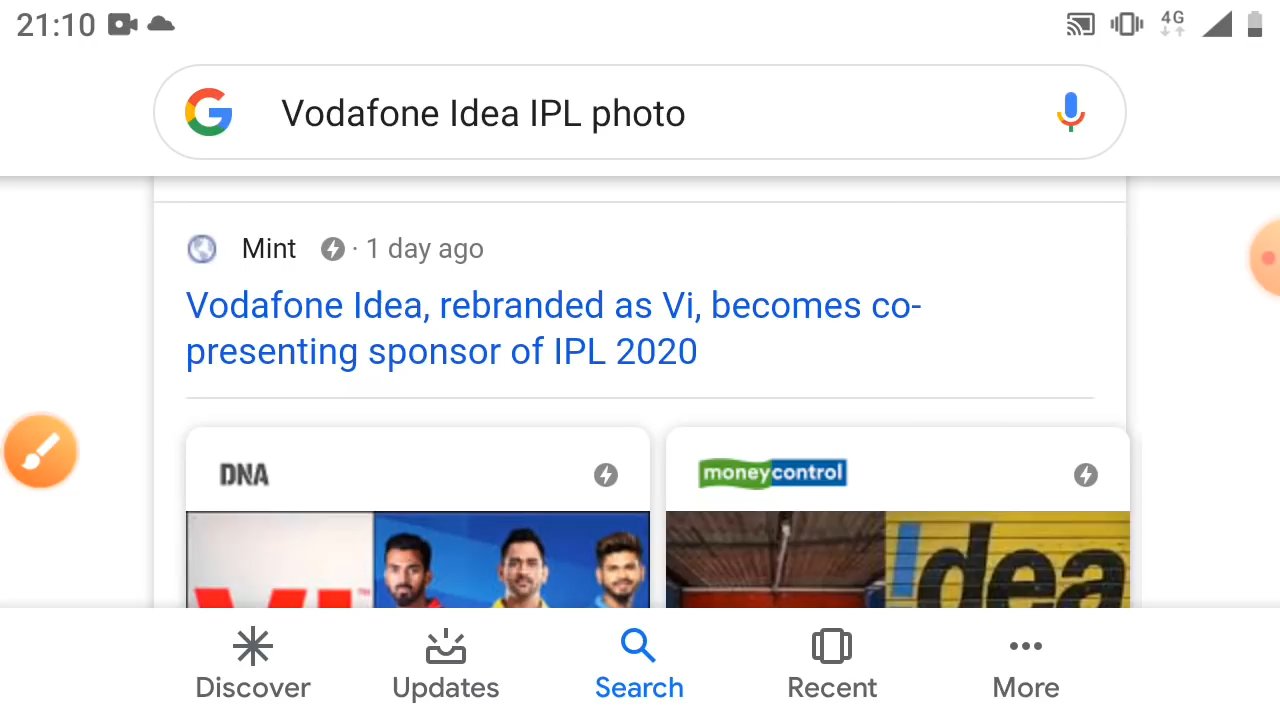 21:10
4G
Vodafone Idea IPL photo
Mint · 1 day ago
Vodafone Idea, rebranded as Vi, becomes co-
presenting sponsor of IPL 2020
DNA
moneycontrol
VI™
Idea
Discover Updates Search Recent More